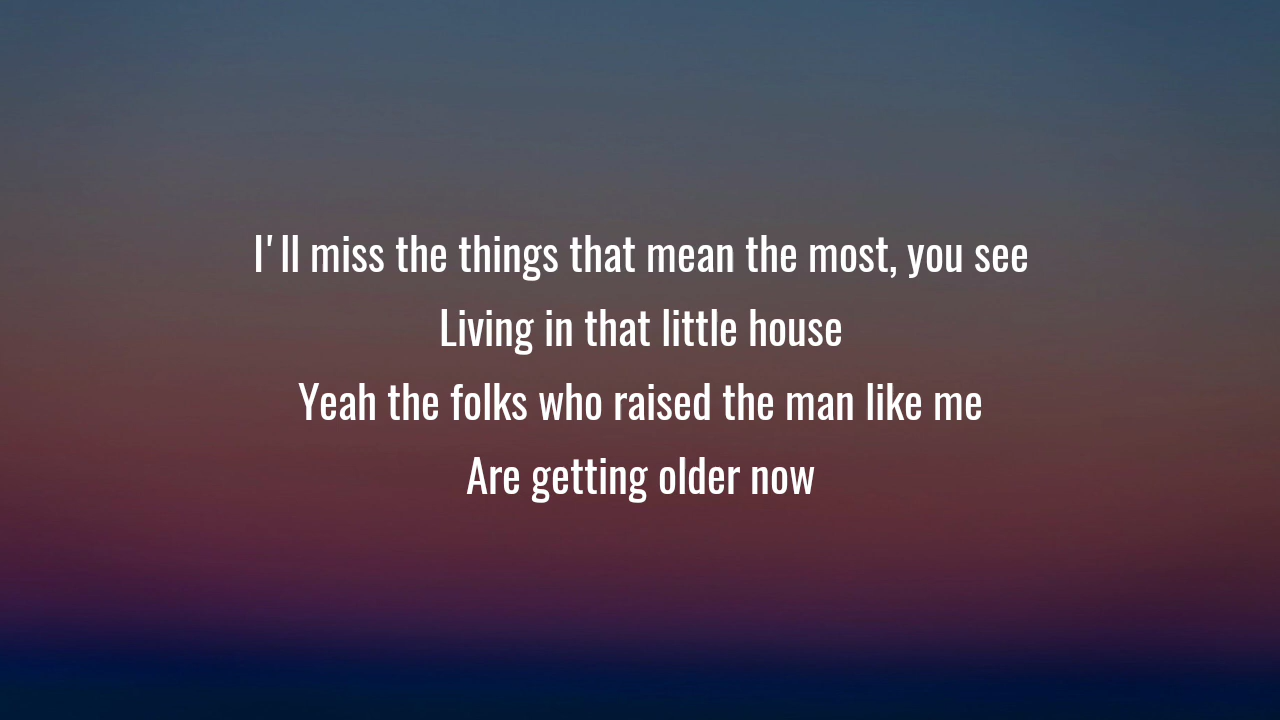 I'll miss the things that mean the most, you see
Living in that little house
Yeah the folks who raised the man like me
Are getting older now